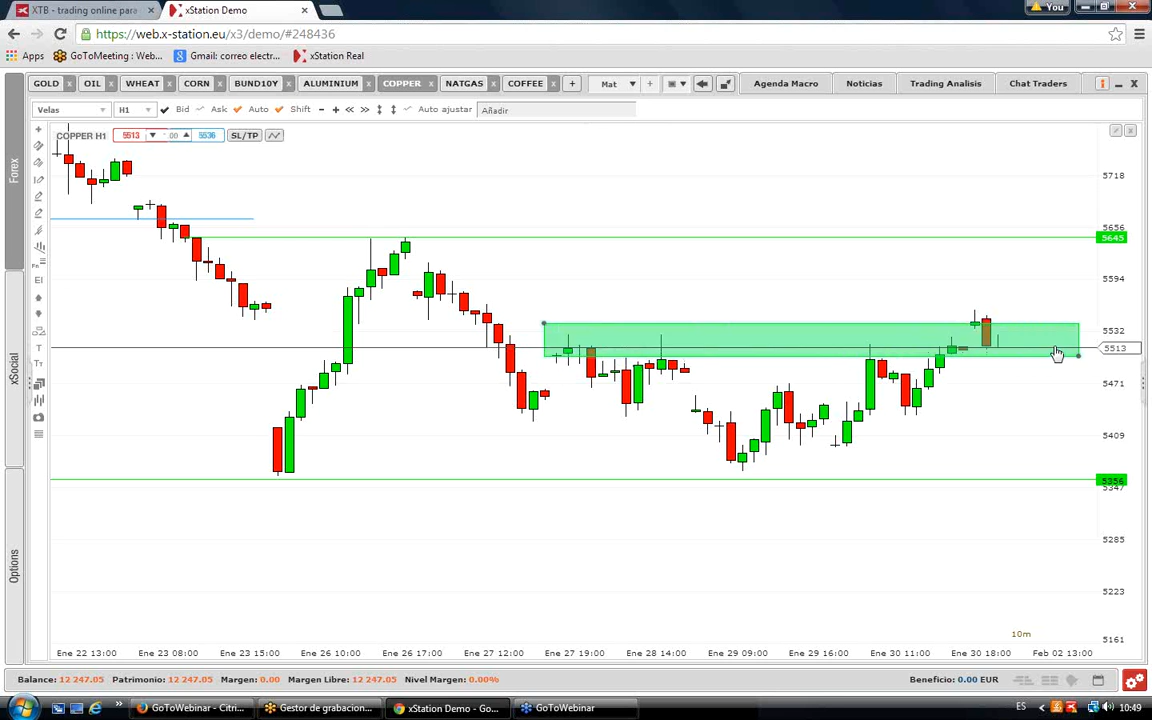 XTB - trading online para
xStation Demo
You
https://web.x-station.eu/x3/demo/#248436
Apps
GoToMeeting : Web...
Gmail: correo electr...
xStation Real
GOLD x OIL x WHEAT x CORN x BUND10Y x ALUMINIUM x COPPER x NATGAS x COFFEE x +
Mat
Agenda Macro
Noticias
Trading Analisis
Chat Traders
Velas
H1
Bid
Ask
Auto
Shift
Auto ajustar
Añadir
COPPER H1
5513
00
5536
SL/TP
Forex
xSocial
Options
EI
T
5718
5656
5645
5594
5532
5513
5471
5409
5356
5347
5285
5223
5161
10m
Ene 22 13:00
Ene 23 08:00
Ene 23 15:00
Ene 26 10:00
Ene 26 17:00
Ene 27 12:00
Ene 27 19:00
Ene 28 14:00
Ene 29 09:00
Ene 29 16:00
Ene 30 11:00
Ene 30 18:00
Feb 02 13:00
Balance: 12 247.05
Patrimonio: 12 247.05
Margen: 0.00
Margen Libre: 12 247.05
Nivel Margen: 0.00%
Beneficio: 0.00 EUR
GoToWebinar - Citri...
Gestor de grabacion...
xStation Demo - Go...
GoToWebinar
ES
10:49